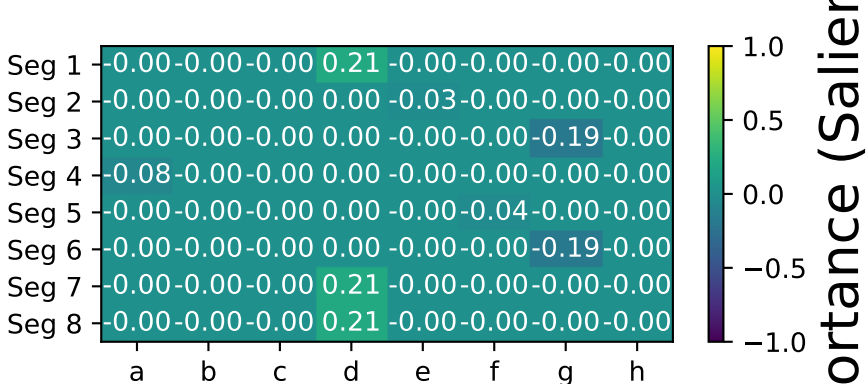 Seg 1 -0.00 -0.00 -0.00 0.21 -0.00 -0.00 -0.00 -0.00
Seg 2 -0.00 -0.00 -0.00 0.00 -0.03 -0.00 -0.00 -0.00
Seg 3 -0.00 -0.00 -0.00 0.00 -0.00 -0.00 -0.19 -0.00
Seg 4 -0.08 -0.00 -0.00 0.00 -0.00 -0.00 -0.00 -0.00
Seg 5 -0.00 -0.00 -0.00 0.00 -0.00 -0.04 -0.00 -0.00
Seg 6 -0.00 -0.00 -0.00 0.00 -0.00 -0.00 -0.19 -0.00
Seg 7 -0.00 -0.00 -0.00 0.21 -0.00 -0.00 -0.00 -0.00
Seg 8 -0.00 -0.00 -0.00 0.21 -0.00 -0.00 -0.00 -0.00
a b c d e f g h
1.0
0.5
0.0
−0.5
−1.0
ortance (Salien